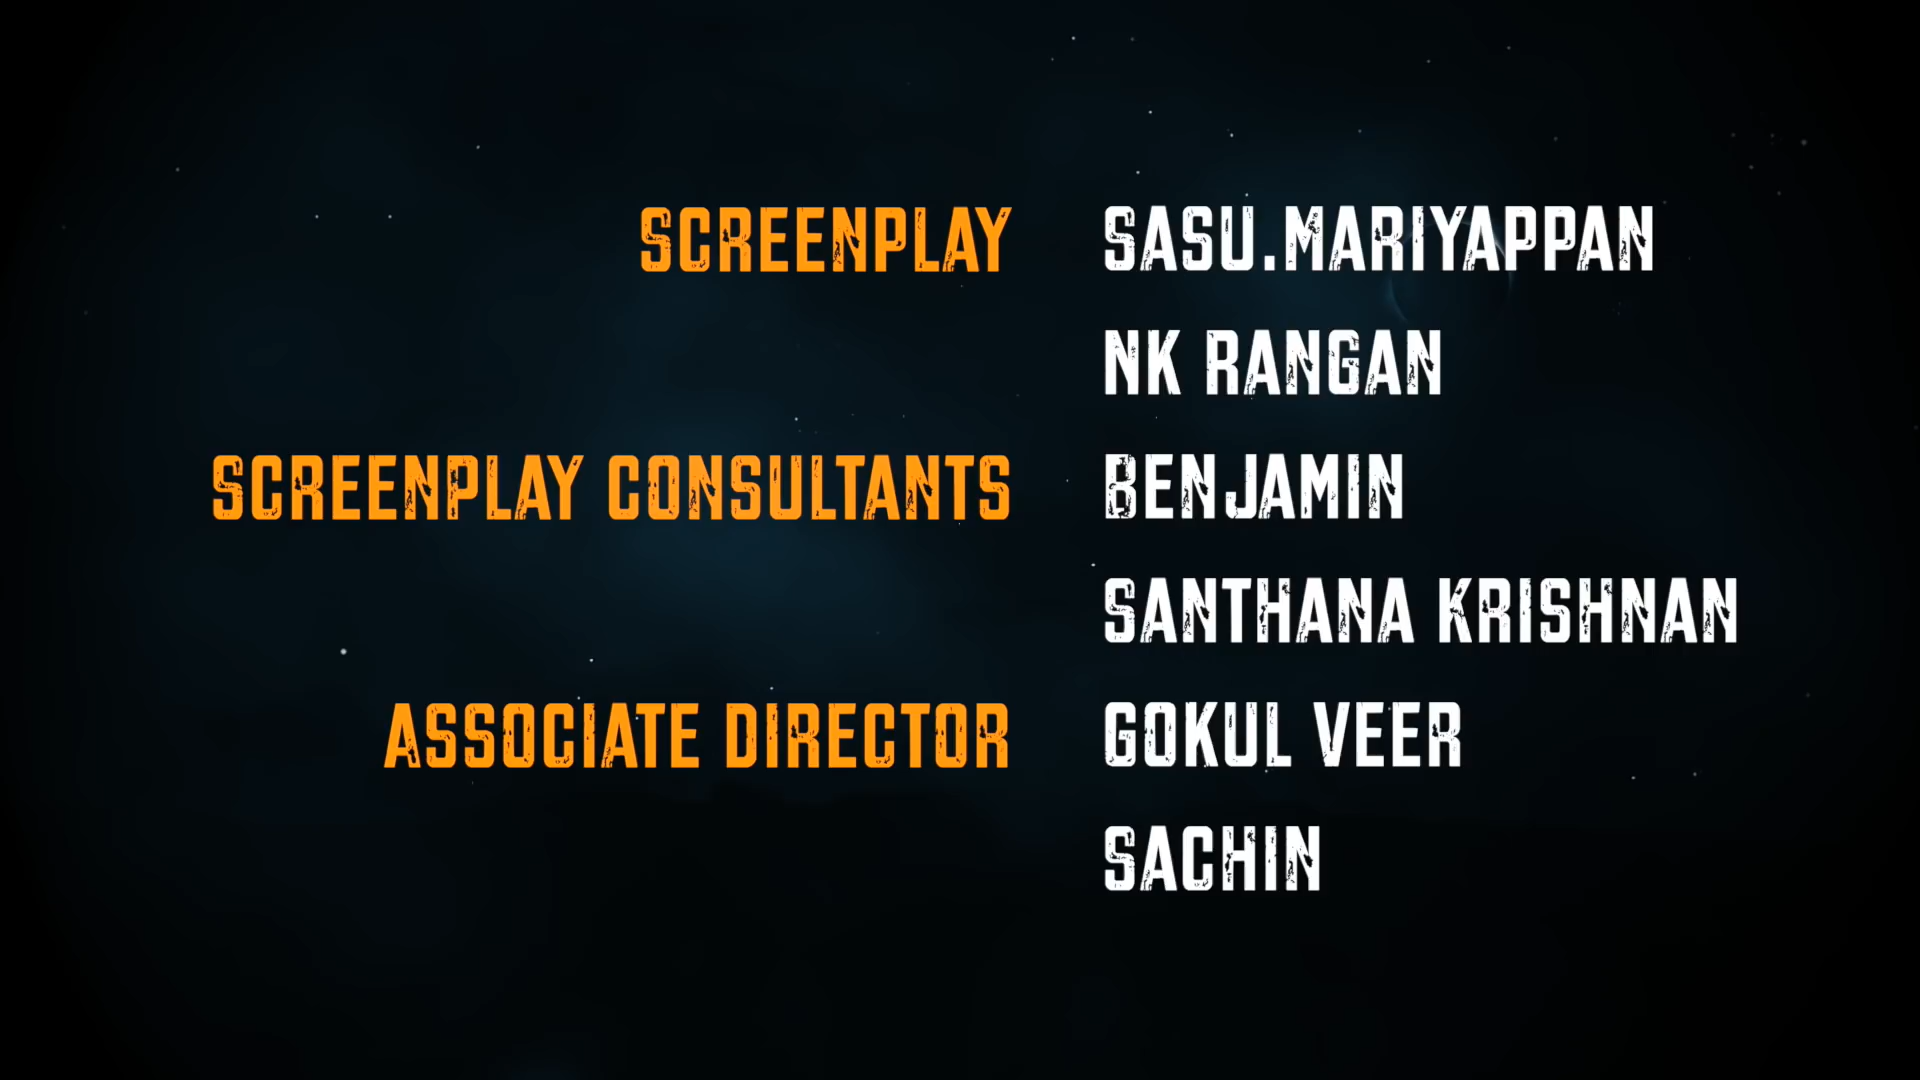 SCREENPLAY SASU.MARIYAPPAN
NK RANGAN
SCREENPLAY CONSULTANTS BENJAMIN
SANTHANA KRISHNAN
ASSOCIATE DIRECTOR GOKUL VEER
SACHIN